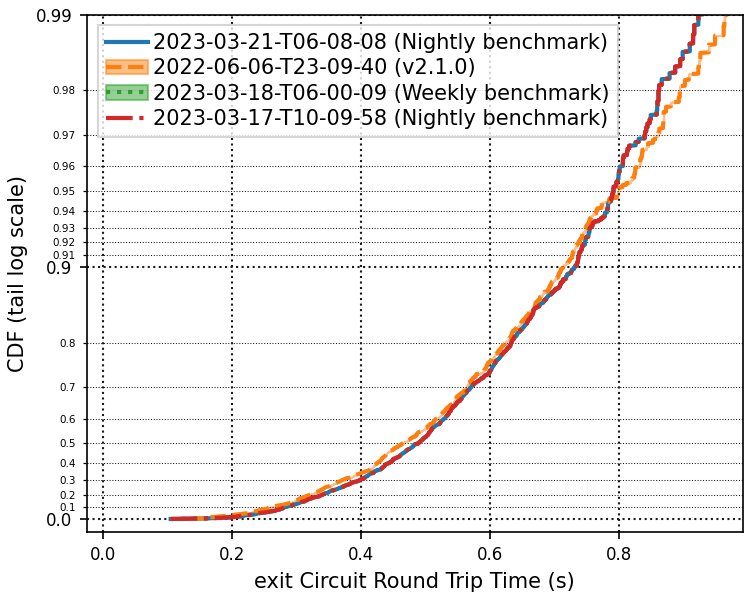 0.99
2023-03-21-T06-08-08 (Nightly benchmark)
2022-06-06-T23-09-40 (v2.1.0)
2023-03-18-T06-00-09 (Weekly benchmark)
2023-03-17-T10-09-58 (Nightly benchmark)
0.98
0.97
0.96
0.95
0.94
0.93
0.92
0.91
0.9
0.8
0.7
0.6
0.5
0.4
0.3
0.2
0.1
0.0
CDF (tail log scale)
0.0 0.2 0.4 0.6 0.8
exit Circuit Round Trip Time (s)